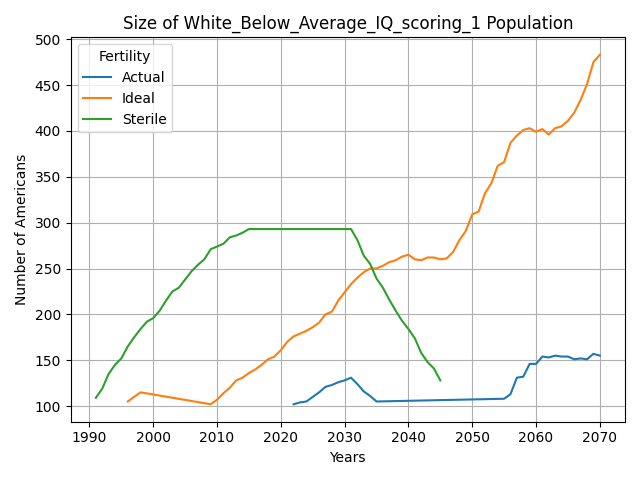 Size of White_Below_Average_IQ_scoring_1 Population
Fertility
Actual
Ideal
Sterile
500
450
400
350
300
250
200
150
100
Number of Americans
1990 2000 2010 2020 2030 2040 2050 2060 2070
Years